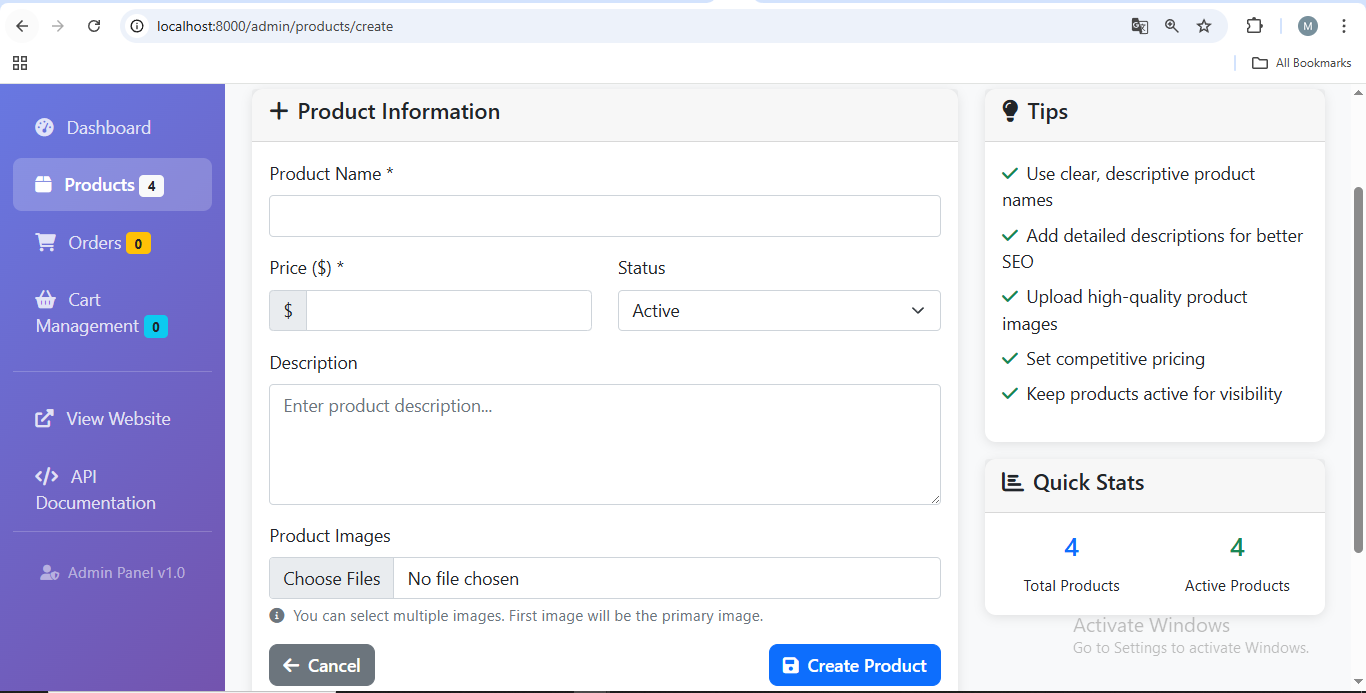 localhost:8000/admin/products/create
M
All Bookmarks
Dashboard
Products 4
Orders 0
Cart
Management 0
View Website
API
Documentation
Admin Panel v1.0
Product Information
Product Name *
Price ($) *
Status
$
Active
Description
Enter product description...
Product Images
Choose Files
No file chosen
You can select multiple images. First image will be the primary image.
Cancel
Create Product
Tips
Use clear, descriptive product
names
Add detailed descriptions for better
SEO
Upload high-quality product
images
Set competitive pricing
Keep products active for visibility
Quick Stats
4
4
Total Products
Active Products
Activate Windows
Go to Settings to activate Windows.